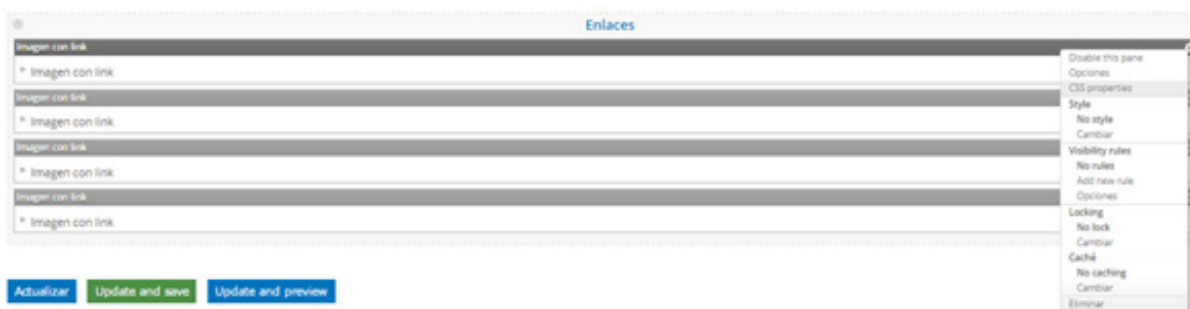 Enlaces
Imagen con link
Imagen con link
Imagen con link
Imagen con link
Imagen con link
Imagen con link
Imagen con link
Imagen con link
Disable this pane
Opciones
CSS properties
Style
No style
Cambiar
Visibility rules
No rules
Add new rule
Opciones
Locking
No lock
Cambiar
Caché
No caching
Cambiar
Eliminar
Actualizar
Update and save
Update and preview